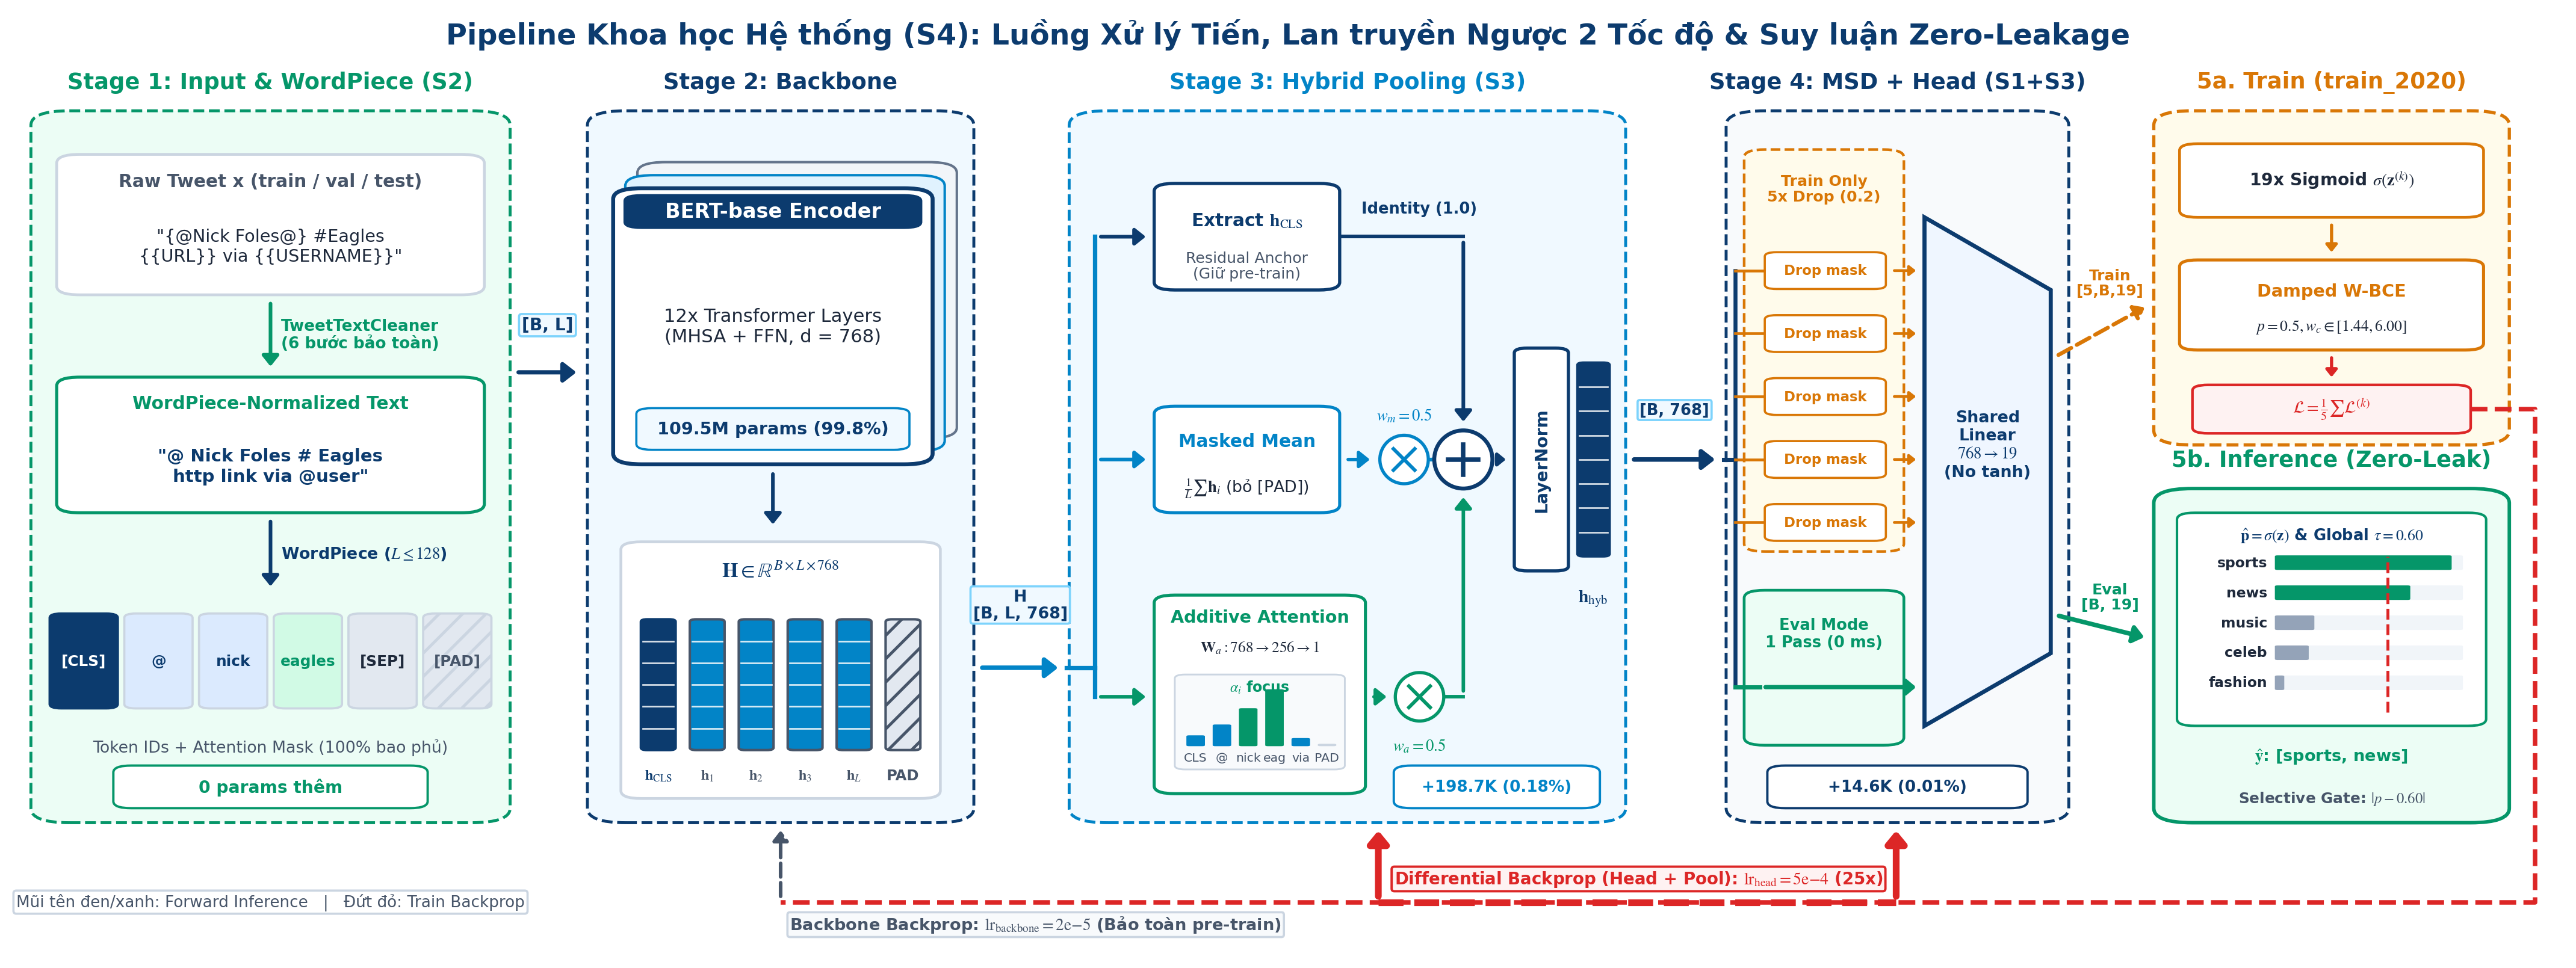 Pipeline Khoa học Hệ thống (S4): Luồng Xử lý Tiến, Lan truyền Ngược 2 Tốc độ & Suy luận Zero-Leakage
Stage 1: Input & WordPiece (S2)
Raw Tweet x (train / val / test)
"{@Nick Foles@} #Eagles
{{URL}} via {{USERNAME}}"
TweetTextCleaner
(6 bước bảo toàn)
WordPiece-Normalized Text
"@ Nick Foles # Eagles
http link via @user"
WordPiece (L ≤ 128)
[CLS] @ nick eagles [SEP] [PAD]
Token IDs + Attention Mask (100% bao phủ)
0 params thêm
[B, L]
Stage 2: Backbone
BERT-base Encoder
12x Transformer Layers
(MHSA + FFN, d = 768)
109.5M params (99.8%)
H ∈ ℝ^{B×L×768}
h_CLS h_1 h_2 h_3 h_L PAD
H
[B, L, 768]
Stage 3: Hybrid Pooling (S3)
Extract h_CLS
Residual Anchor
(Giữ pre-train)
Identity (1.0)
Masked Mean
1/L ∑ h_i (bỏ [PAD])
w_m = 0.5
Additive Attention
W_a : 768 → 256 → 1
α_i focus
CLS @ nick eag via PAD
w_a = 0.5
LayerNorm
h_hyb
+198.7K (0.18%)
[B, 768]
Stage 4: MSD + Head (S1+S3)
Train Only
5x Drop (0.2)
Drop mask
Drop mask
Drop mask
Drop mask
Drop mask
Eval Mode
1 Pass (0 ms)
Shared
Linear
768 → 19
(No tanh)
+14.6K (0.01%)
Train
[5,B,19]
Eval
[B, 19]
5a. Train (train_2020)
19x Sigmoid σ(z^(k))
Damped W-BCE
p = 0.5, w_c ∈ [1.44, 6.00]
ℒ = 1/5 ∑ ℒ^(k)
5b. Inference (Zero-Leak)
p̂ = σ(z) & Global τ = 0.60
sports
news
music
celeb
fashion
ŷ: [sports, news]
Selective Gate: |p − 0.60|
Differential Backprop (Head + Pool): lr_head = 5e−4 (25x)
Backbone Backprop: lr_backbone = 2e−5 (Bảo toàn pre-train)
Mũi tên đen/xanh: Forward Inference | Đứt đỏ: Train Backprop